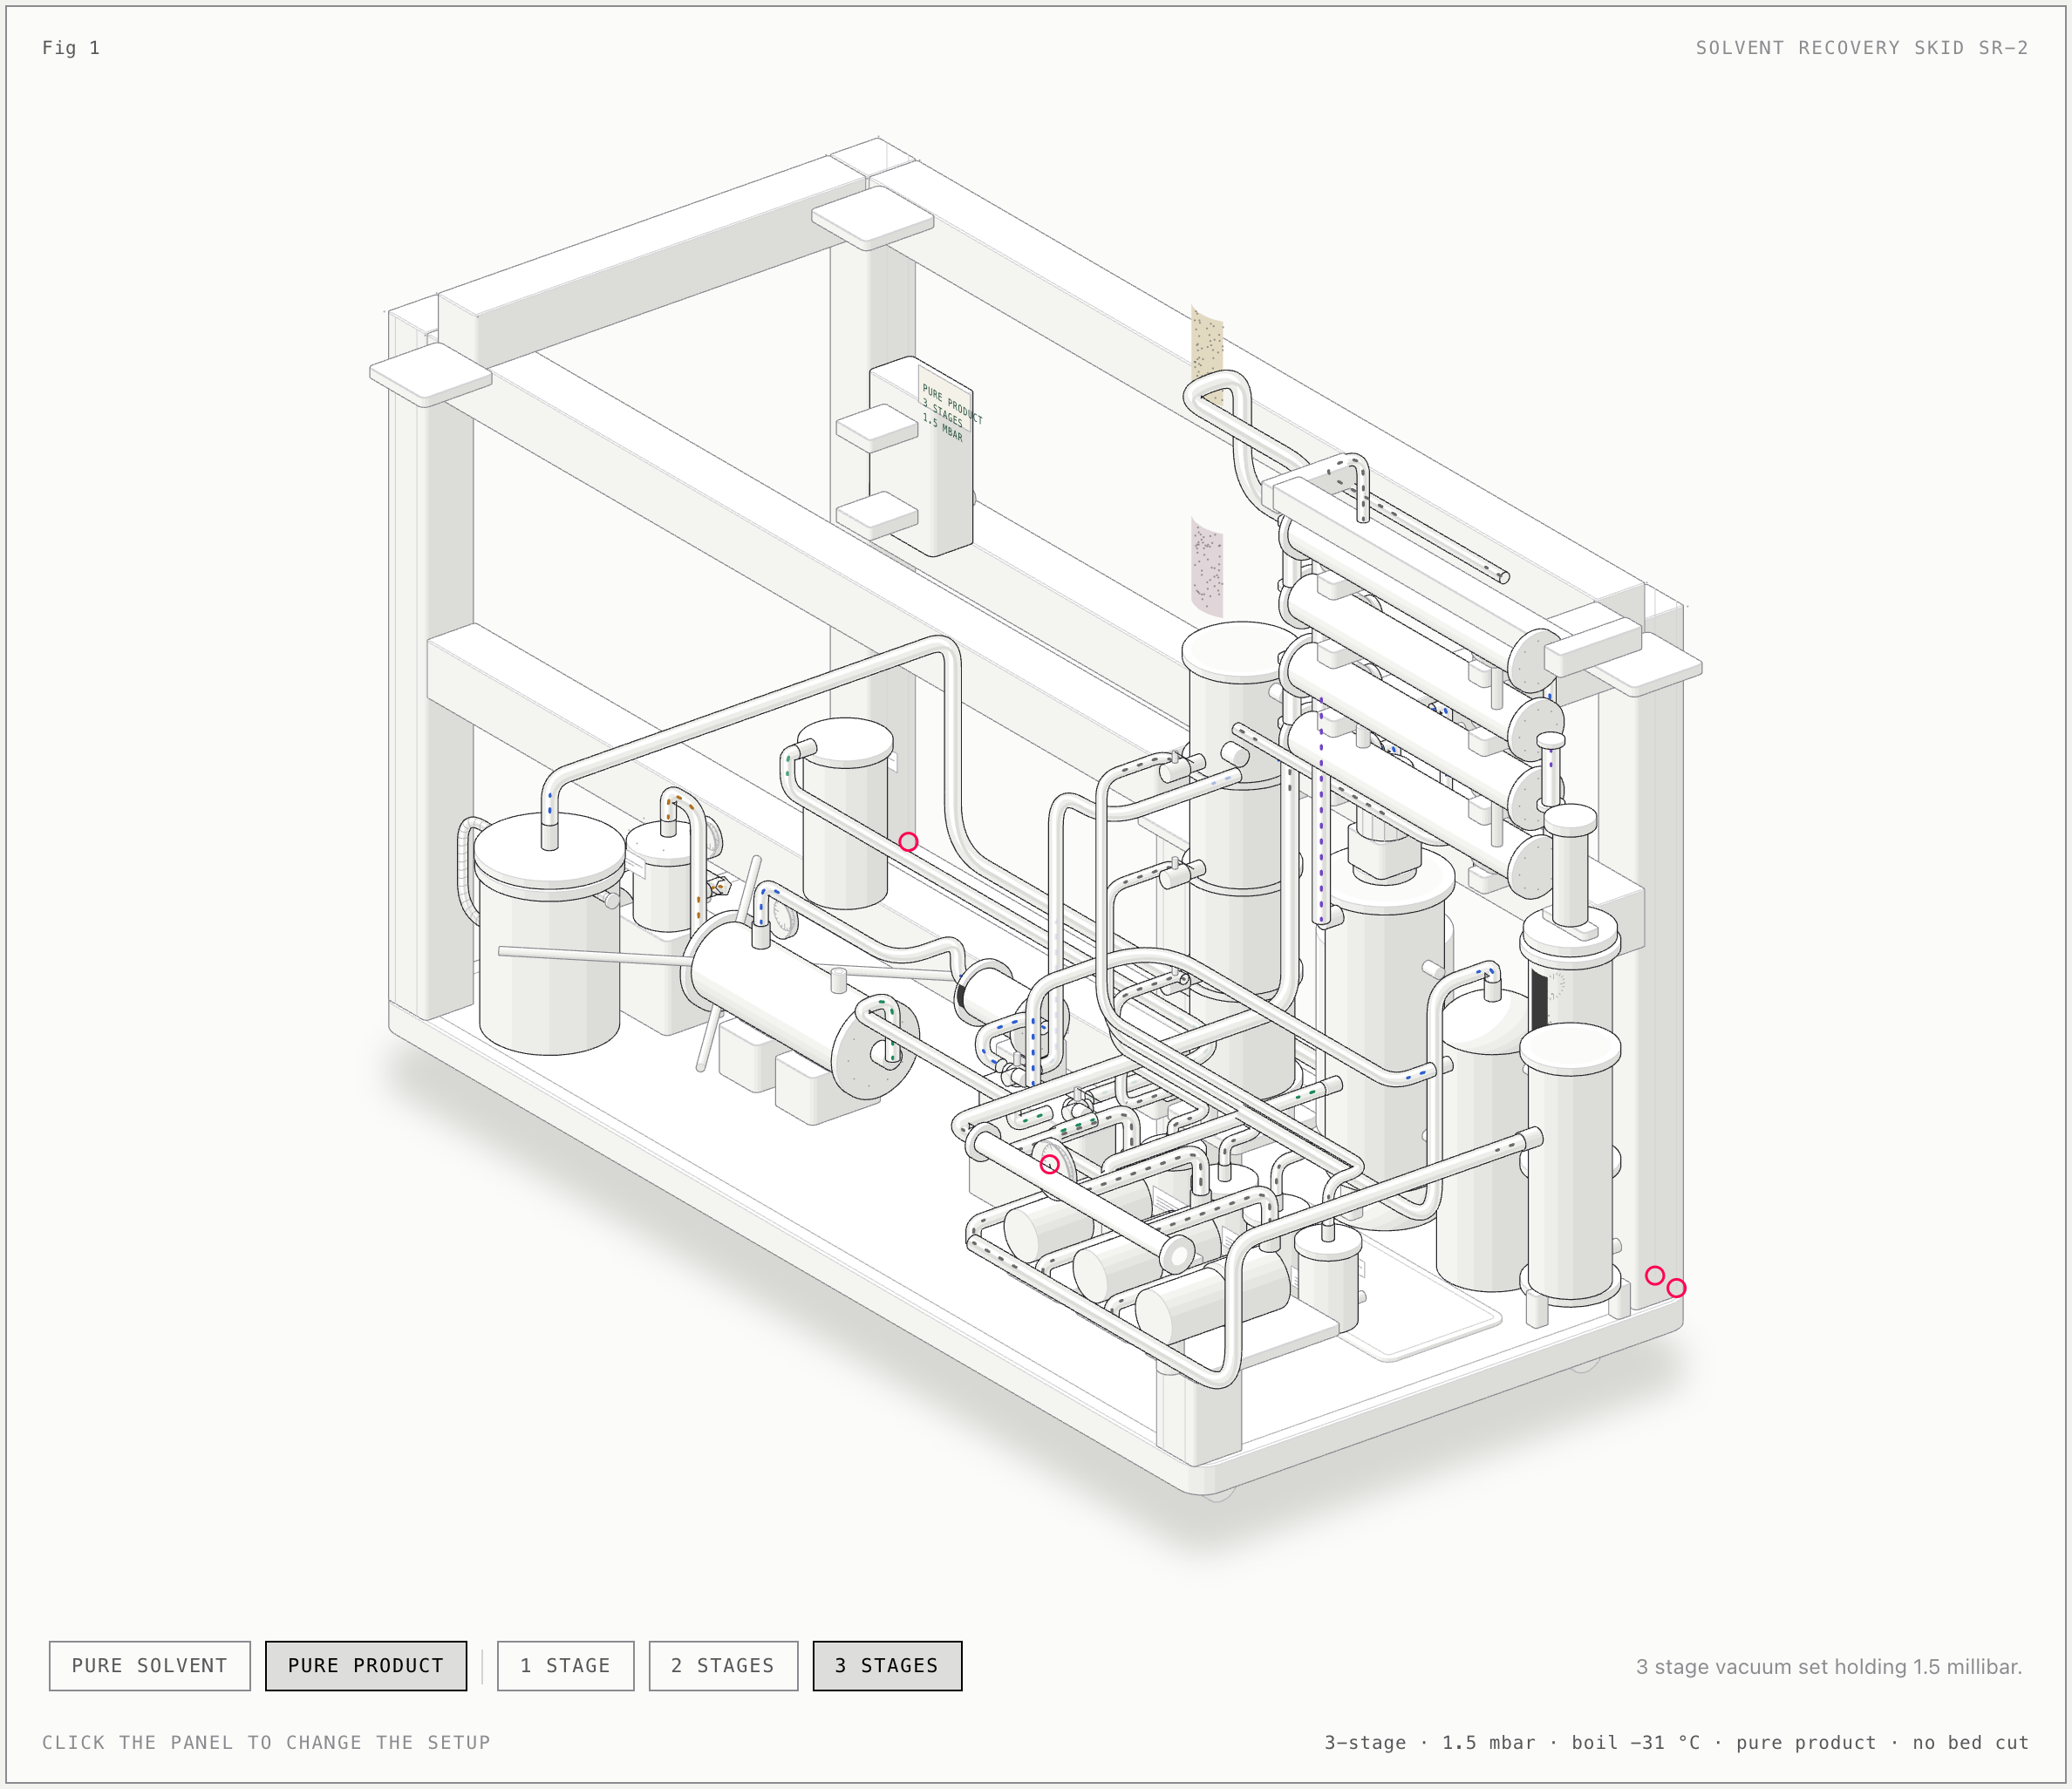 Fig 1
SOLVENT RECOVERY SKID SR–2
PURE PRODUCT
3 STAGES
1.5 MBAR
PURE SOLVENT
PURE PRODUCT
1 STAGE
2 STAGES
3 STAGES
3 stage vacuum set holding 1.5 millibar.
CLICK THE PANEL TO CHANGE THE SETUP
3–stage · 1.5 mbar · boil –31 °C · pure product · no bed cut